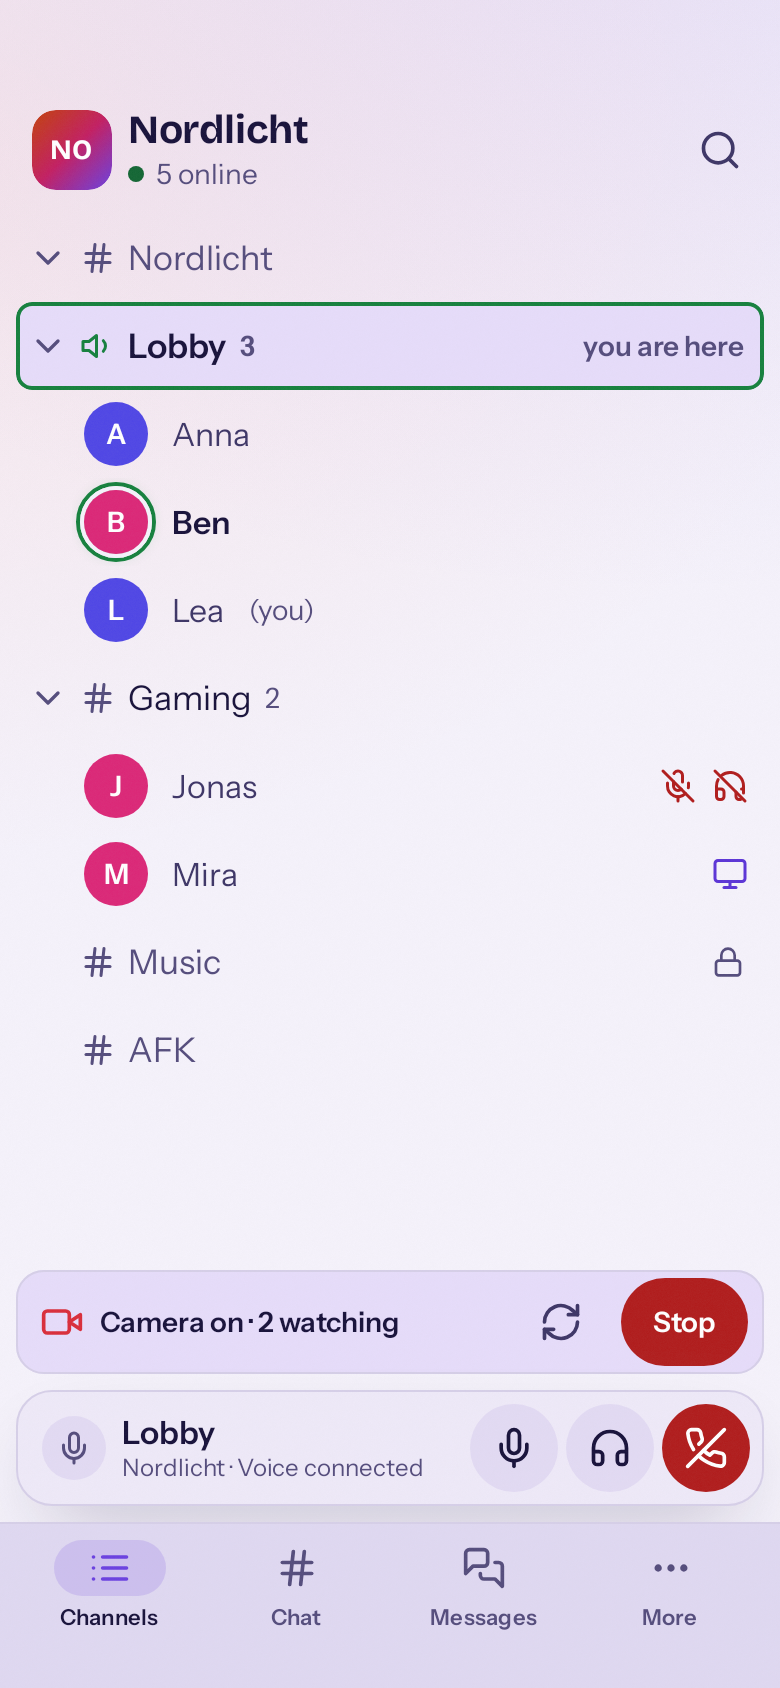 NO
Nordlicht
5 online
# Nordlicht
Lobby 3 you are here
A Anna
B Ben
L Lea (you)
# Gaming 2
J Jonas
M Mira
# Music
# AFK
Camera on · 2 watching Stop
Lobby
Nordlicht · Voice connected
Channels Chat Messages More